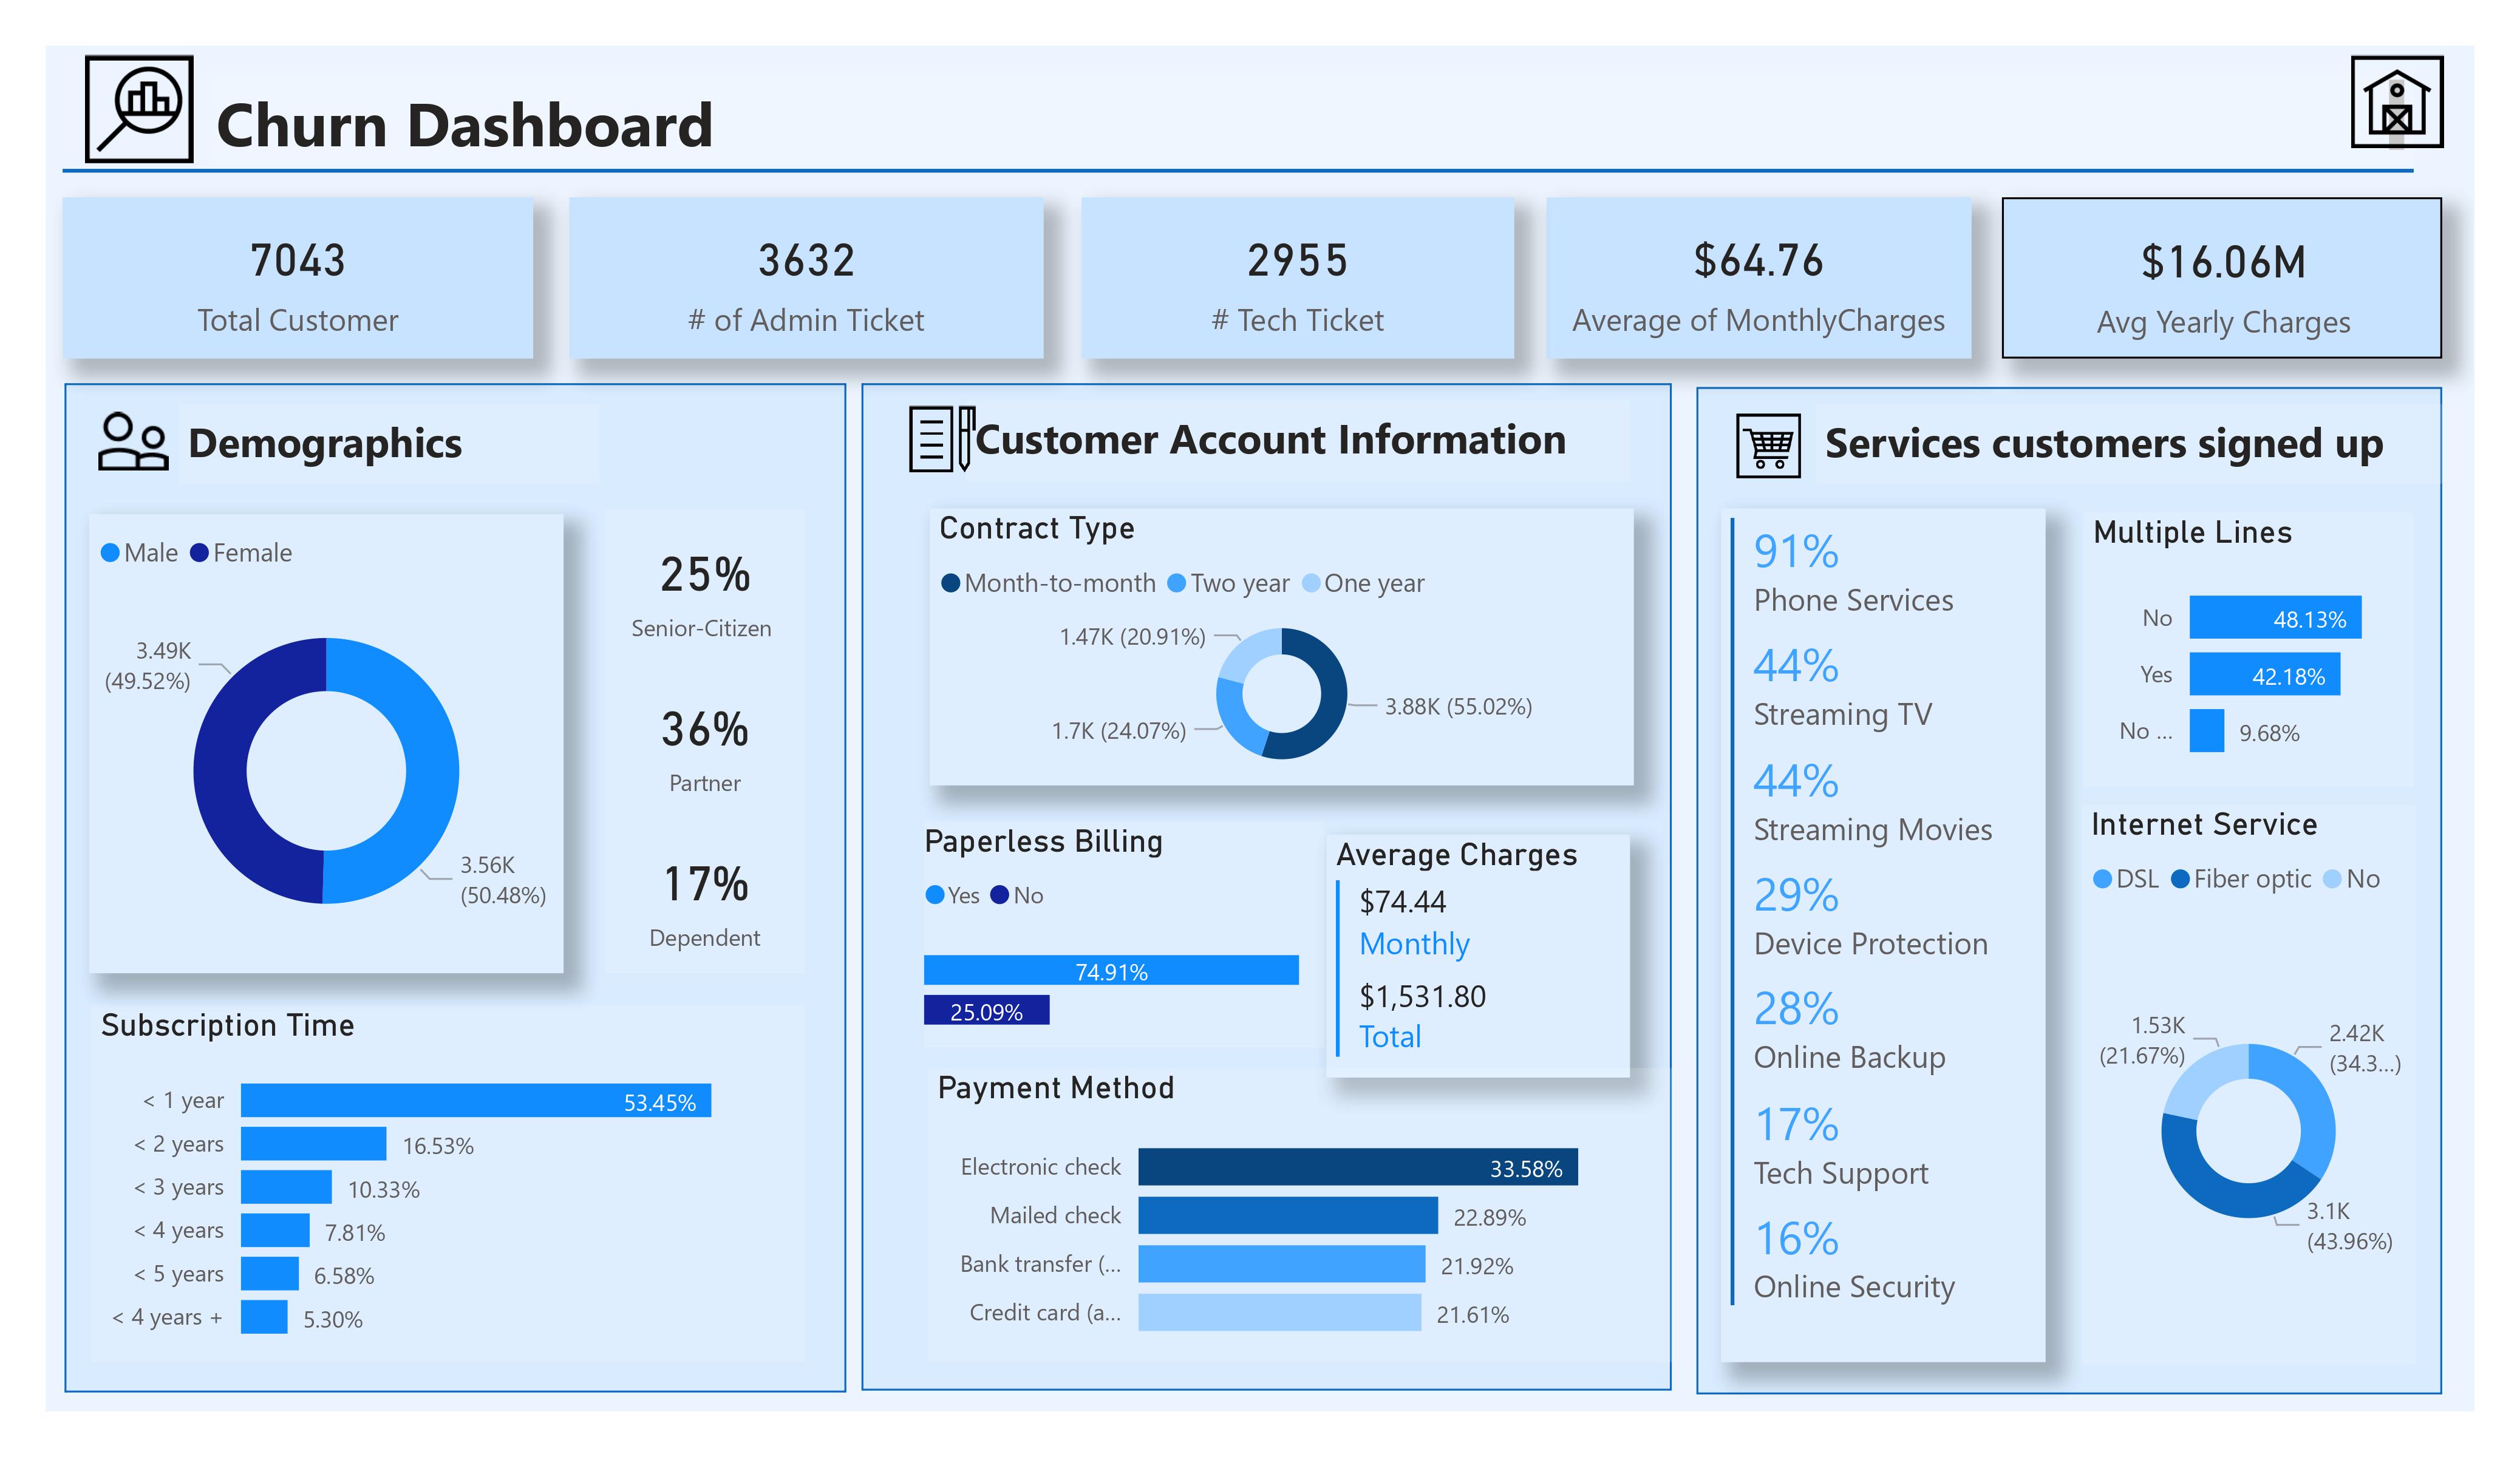 Churn Dashboard
7043
Total Customer
3632
# of Admin Ticket
2955
# Tech Ticket
$64.76
Average of MonthlyCharges
$16.06M
Avg Yearly Charges
Demographics
Male Female
3.49K
(49.52%)
3.56K
(50.48%)
25%
Senior-Citizen
36%
Partner
17%
Dependent
Subscription Time
< 1 year 53.45%
< 2 years 16.53%
< 3 years 10.33%
< 4 years 7.81%
< 5 years 6.58%
< 4 years + 5.30%
Customer Account Information
Contract Type
Month-to-month Two year One year
1.47K (20.91%)
3.88K (55.02%)
1.7K (24.07%)
Paperless Billing
Yes No
74.91%
25.09%
Average Charges
$74.44
Monthly
$1,531.80
Total
Payment Method
Electronic check 33.58%
Mailed check 22.89%
Bank transfer (... 21.92%
Credit card (a... 21.61%
Services customers signed up
91%
Phone Services
44%
Streaming TV
44%
Streaming Movies
29%
Device Protection
28%
Online Backup
17%
Tech Support
16%
Online Security
Multiple Lines
No 48.13%
Yes 42.18%
No ... 9.68%
Internet Service
DSL Fiber optic No
1.53K
(21.67%)
2.42K
(34.3...)
3.1K
(43.96%)